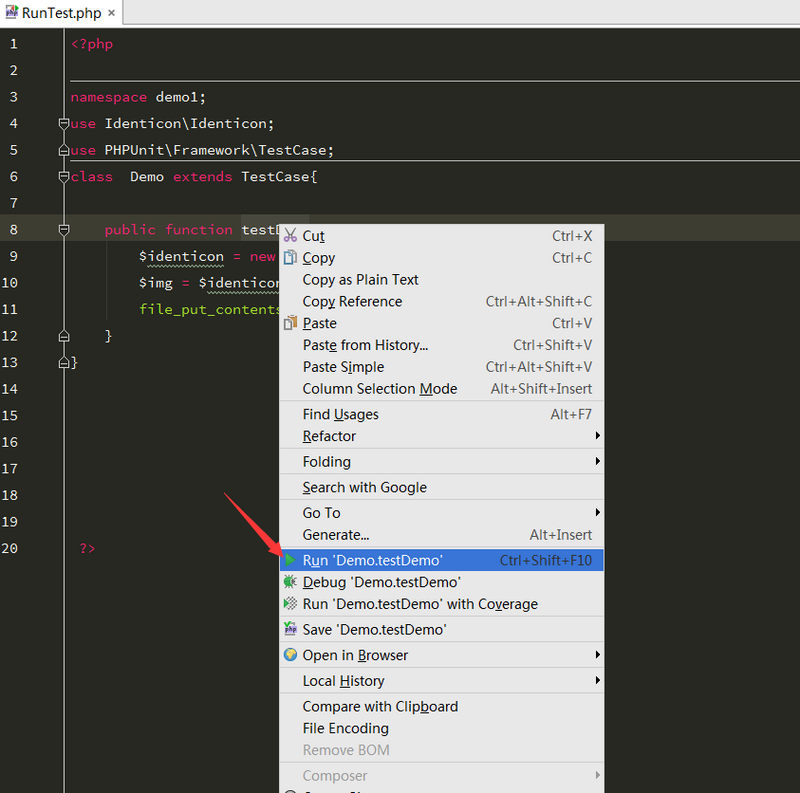 RunTest.php ×
1 <?php
2
3 namespace demo1;
4 use Identicon\Identicon;
5 use PHPUnit\Framework\TestCase;
6 class Demo extends TestCase{
7
8 public function testD
9 $identicon = new
10 $img = $identicon
11 file_put_contents
12 }
13 }
14
15
16
17
18
19
20 ?>
Cut Ctrl+X
Copy Ctrl+C
Copy as Plain Text
Copy Reference Ctrl+Alt+Shift+C
Paste Ctrl+V
Paste from History... Ctrl+Shift+V
Paste Simple Ctrl+Alt+Shift+V
Column Selection Mode Alt+Shift+Insert
Find Usages Alt+F7
Refactor
Folding
Search with Google
Go To
Generate... Alt+Insert
Run 'Demo.testDemo' Ctrl+Shift+F10
Debug 'Demo.testDemo'
Run 'Demo.testDemo' with Coverage
Save 'Demo.testDemo'
Open in Browser
Local History
Compare with Clipboard
File Encoding
Remove BOM
Composer